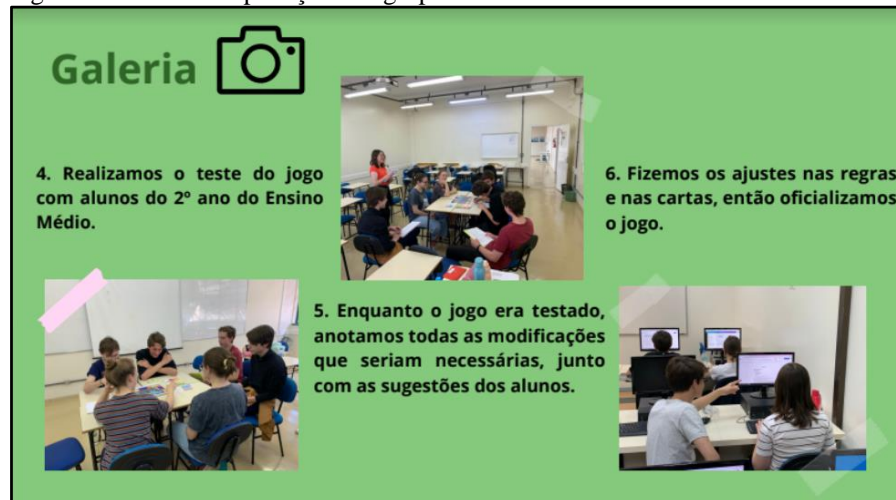 Galeria
4. Realizamos o teste do jogo
com alunos do 2º ano do Ensino
Médio.
5. Enquanto o jogo era testado,
anotamos todas as modificações
que seriam necessárias, junto
com as sugestões dos alunos.
6. Fizemos os ajustes nas regras
e nas cartas, então oficializamos
o jogo.